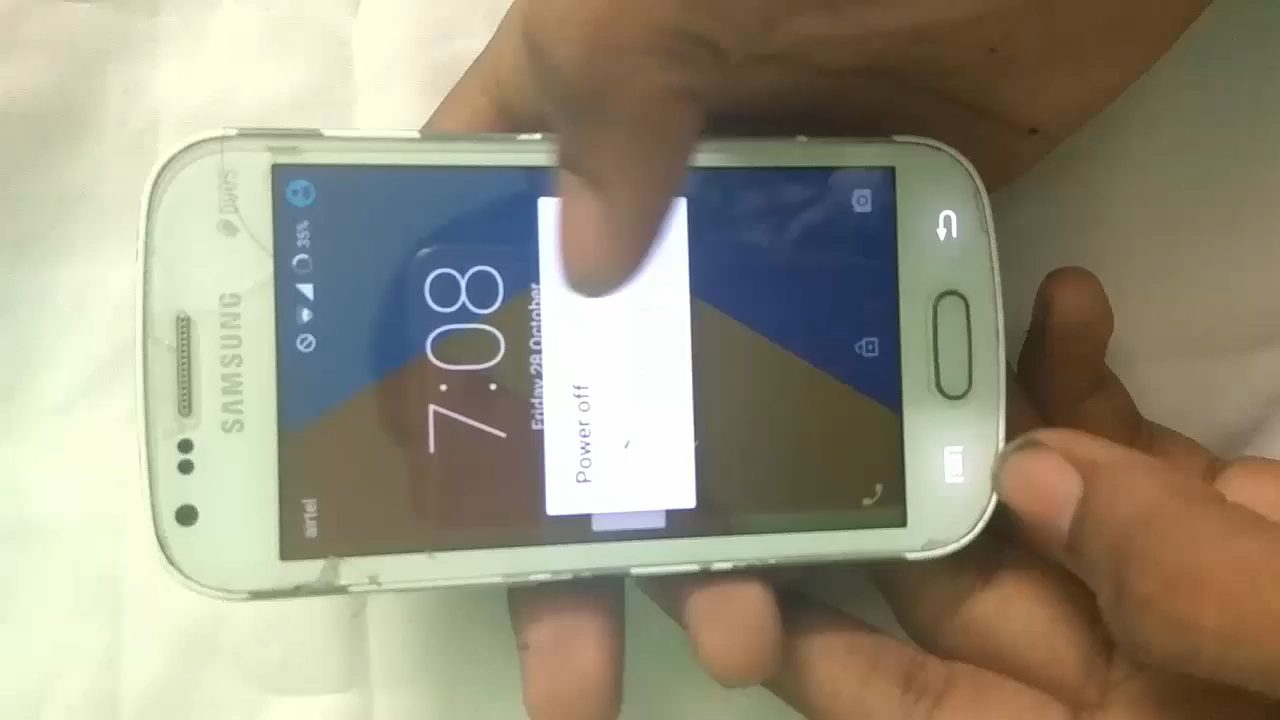 DUOS
SAMSUNG
airtel
35%
7:08
Friday 28 October
Power off